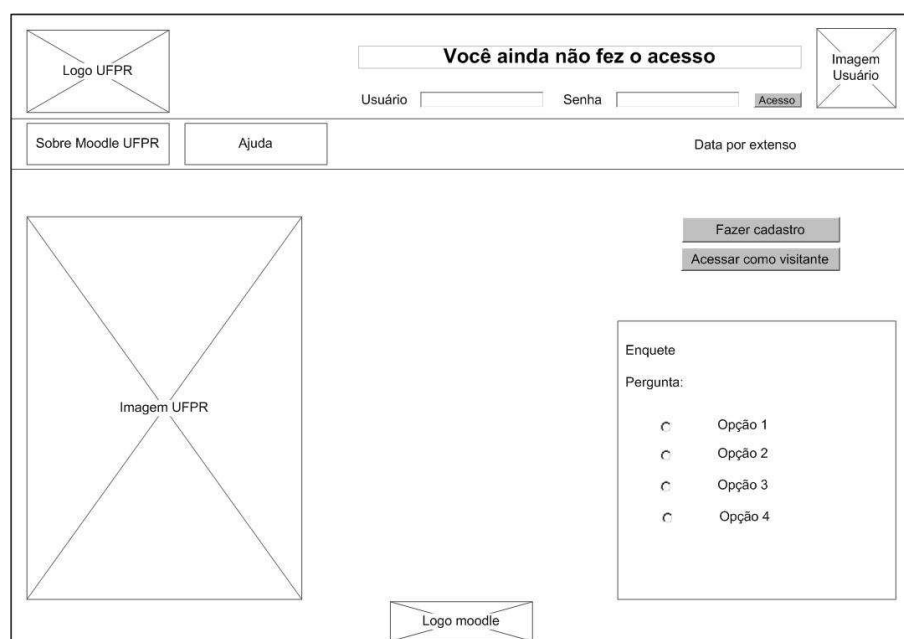 Logo UFPR
Você ainda não fez o acesso
Imagem
Usuário
Usuário
Senha
Acesso
Sobre Moodle UFPR
Ajuda
Data por extenso
Fazer cadastro
Acessar como visitante
Imagem UFPR
Enquete
Pergunta:
Opção 1
Opção 2
Opção 3
Opção 4
Logo moodle